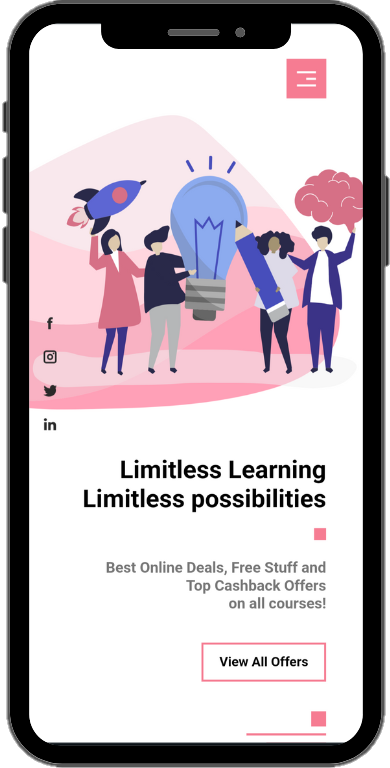 Limitless Learning
Limitless possibilities
Best Online Deals, Free Stuff and
Top Cashback Offers
on all courses!
View All Offers